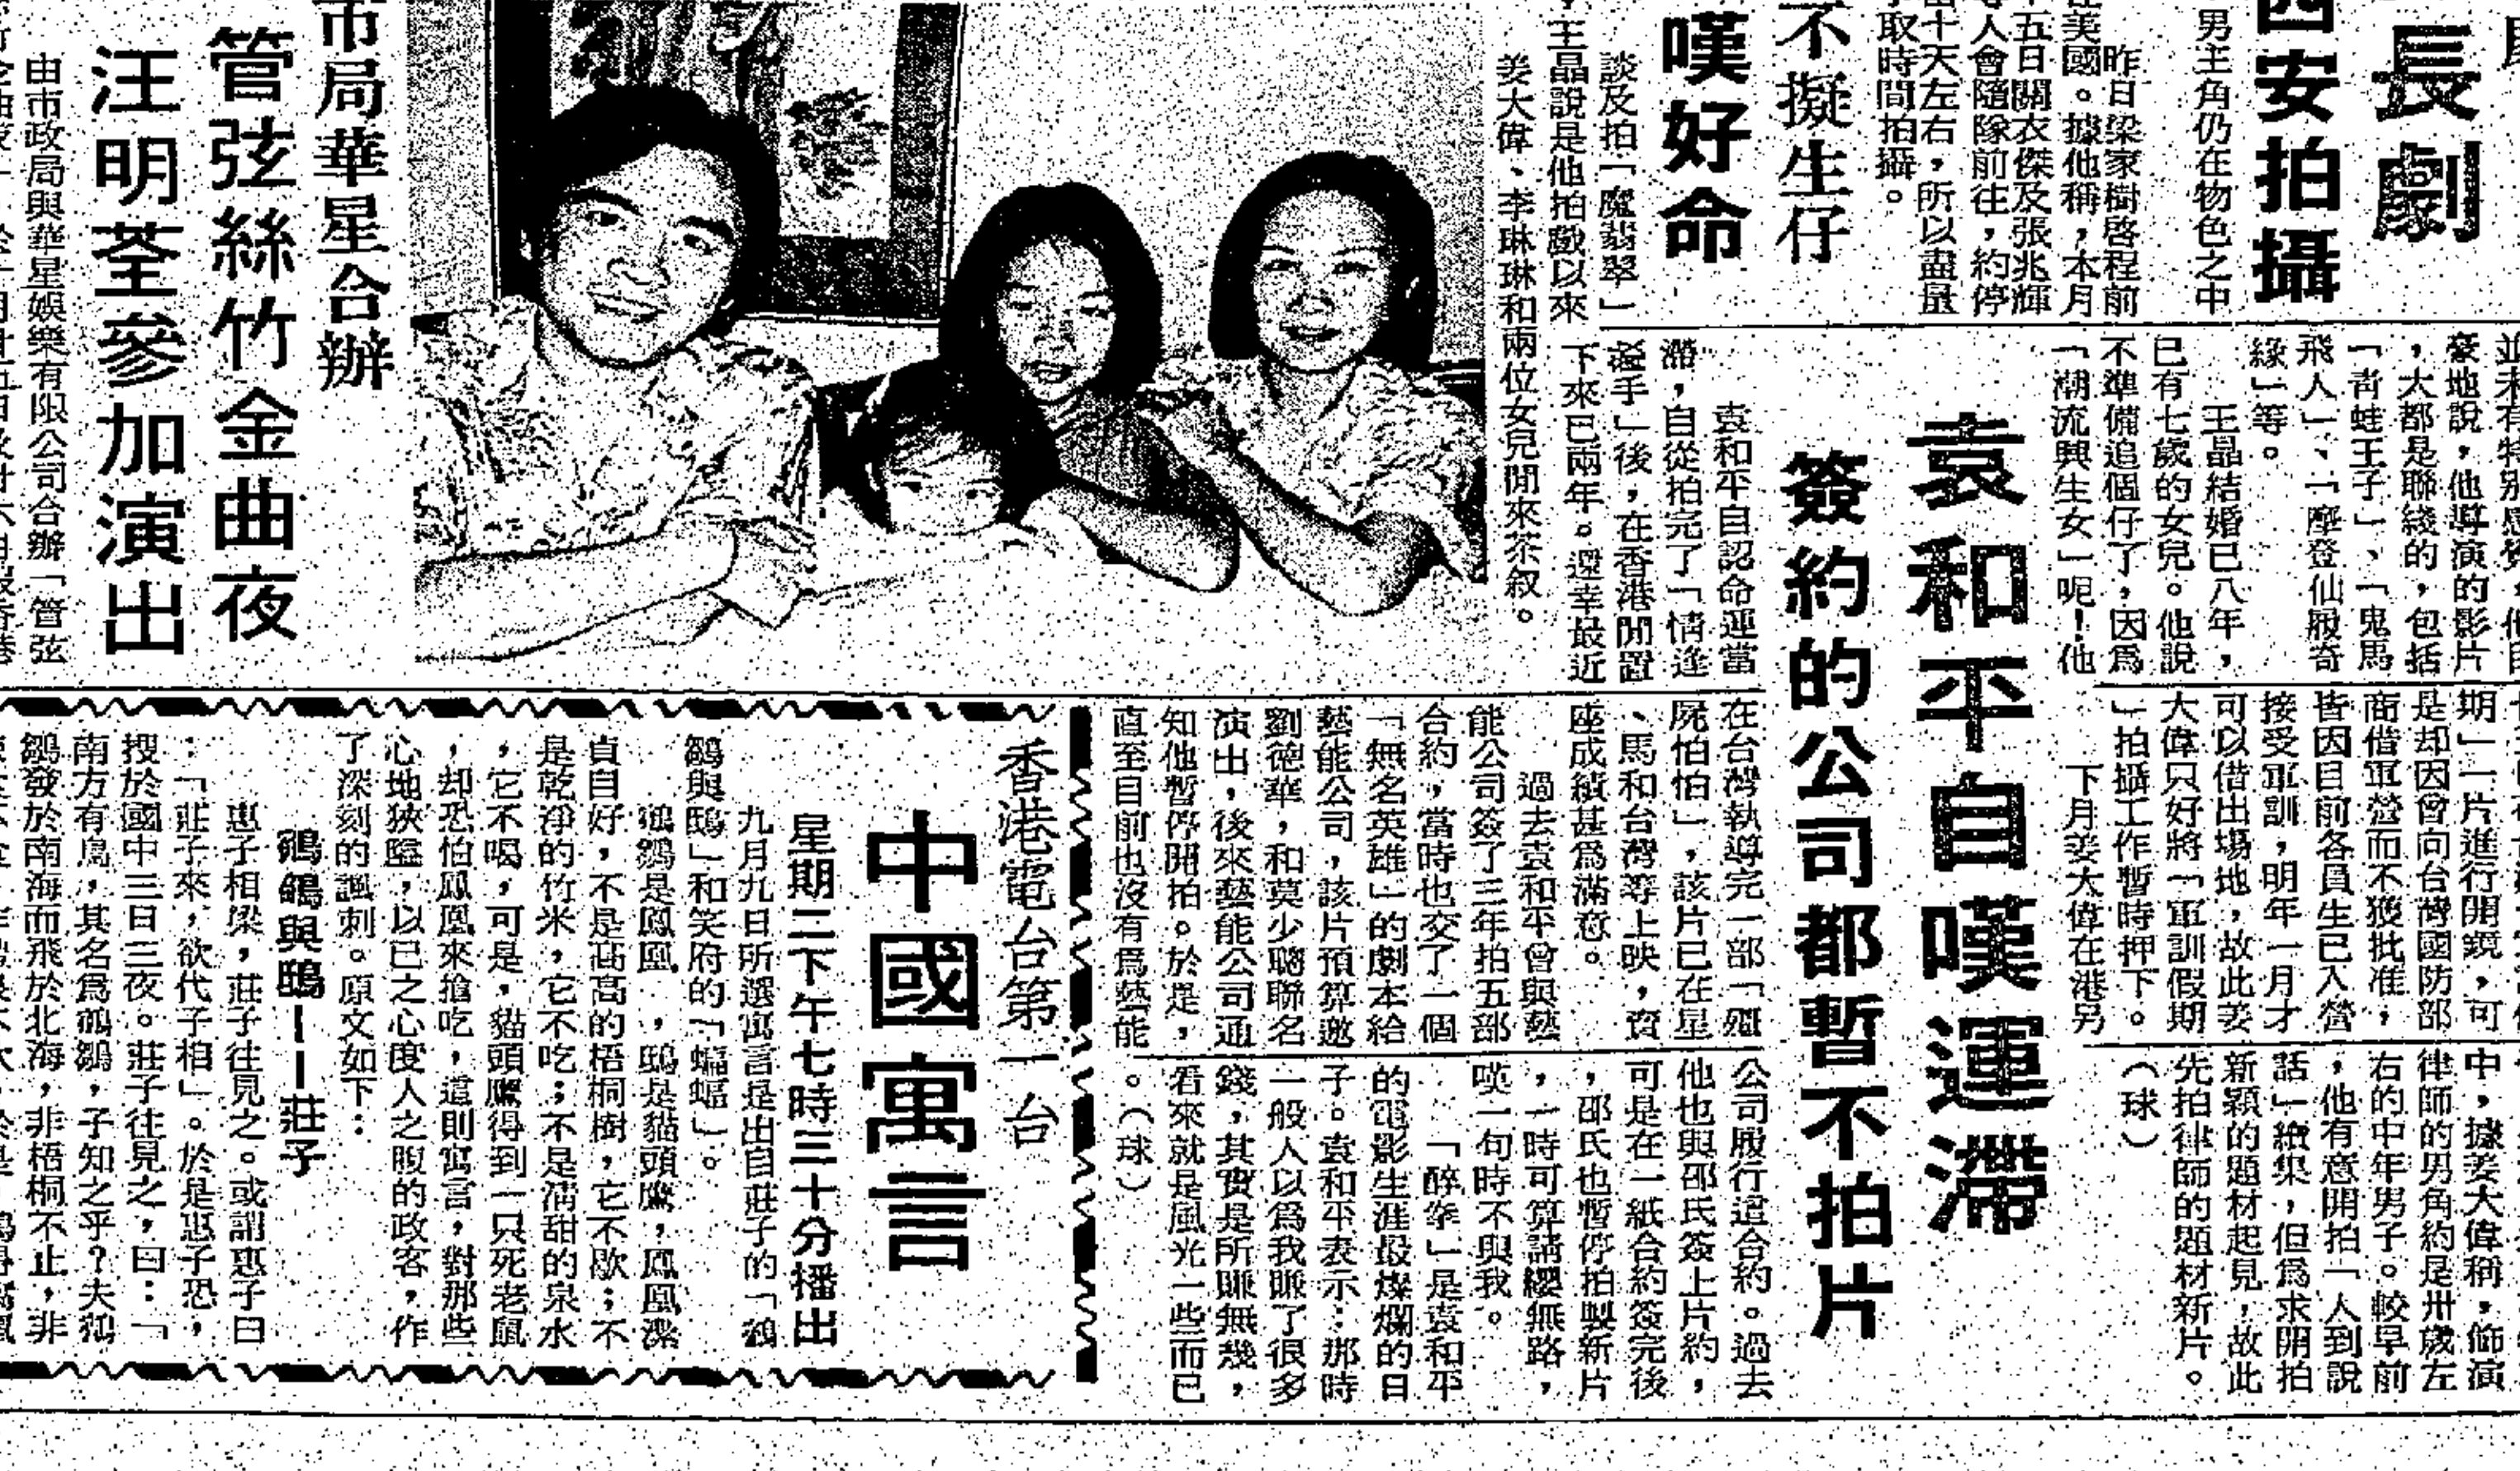 長劇
西安拍攝
男主角仍在物色之中
昨日梁家樹啓程前
美國。據他稱,本月
五日關衣傑及張兆輝
人會隨隊前往,約停
十天左右,所以盡量
取時間拍攝。
不擬生仔
嘆好命
談及拍「魔翡翠」
,王晶說是他拍戲以來
豪地說,他導演的影片
,大都是聯綫的,包括
「青蛙王子」、「鬼馬
飛人」、「摩登仙履奇
緣」等。
王晶結婚已八年,
已有七歲的女兒。他說
不準備追個仔了,因爲
「潮流興生女」呢!他
姜大偉、李琳琳和兩位女兒閒來茶敘。
期」一片進行開鏡,可
是却因曾向台灣國防部
商借軍營而不獲批准,
皆因目前各員生已入營
接受軍訓,明年一月才
可以借出場地,故此姜
大偉只好將「軍訓假期
」拍攝工作暫時押下。
下月姜大偉在港另
中,據姜大偉稱,飾演
律師的男角約是卅歲左
右的中年男子。較早前
,他有意開拍「人到說
話」續集,但爲求開拍
新穎的題材起見,故此
先拍律師的題材新片。
(球)
袁和平自嘆運滯
簽約的公司都暫不拍片
袁和平自認命運當
滯,自從拍完了「情逢
敵手」後,在香港閒置
下來已兩年。還幸最近
在台灣執導完一部「殭
屍怕怕」,該片已在星
、馬和台灣等上映,賣
座成績甚爲滿意。
過去袁和平曾與藝
能公司簽了三年拍五部
合約,當時也交了一個
「無名英雄」的劇本給
藝能公司,該片預算邀
劉德華,和莫少聰聯名
演出,後來藝能公司通
知他暫停開拍。於是,
直至目前也沒有爲藝能
公司履行這合約。過去
他也與邵氏簽上片約,
可是在一紙合約簽完後
,邵氏也暫停拍製新片
,一時可算請纓無路,
嘆一句時不與我。
「醉拳」是袁和平
的電影生涯最燦爛的日
子。袁和平表示:那時
一般人以爲我賺了很多
錢,其實是所賺無幾,
看來就是風光一些而已
。(球)
市局華星合辦
管弦絲竹金曲夜
汪明荃參加演出
由市政局與華星娛樂有限公司合辦「管弦
香港電台第一台
中國寓言
星期二下午七時三十分播出
九月九日所選寓言是出自莊子的「鵷
鶵與鴟」和笑府的「蝙蝠」。
鵷鶵是鳳凰,鴟是貓頭鷹,鳳凰潔
貞自好,不是高高的梧桐樹,它不歇;不
是乾淨的竹米,它不吃;不是清甜的泉水
,它不喝,可是,貓頭鷹得到一只死老鼠
,却恐怕鳳凰來搶吃,這則寓言,對那些
心地狹隘,以己之心度人之腹的政客,作
了深刻的諷刺。原文如下:
鵷鶵與鴟——莊子
惠子相梁,莊子往見之。或謂惠子曰
:「莊子來,欲代子相」。於是惠子恐,
搜於國中三日三夜。莊子往見之,曰:「
南方有鳥,其名爲鵷鶵,子知之乎?夫鵷
鶵發於南海而飛於北海,非梧桐不止,非